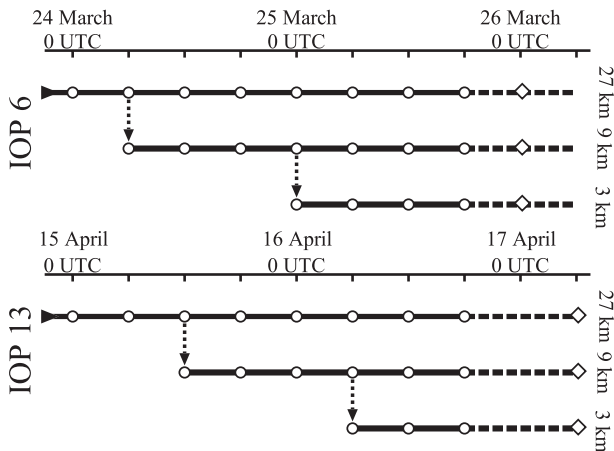 24 March 25 March 26 March
0 UTC 0 UTC 0 UTC
IOP 6
27 km
9 km
3 km
15 April 16 April 17 April
0 UTC 0 UTC 0 UTC
IOP 13
27 km
9 km
3 km